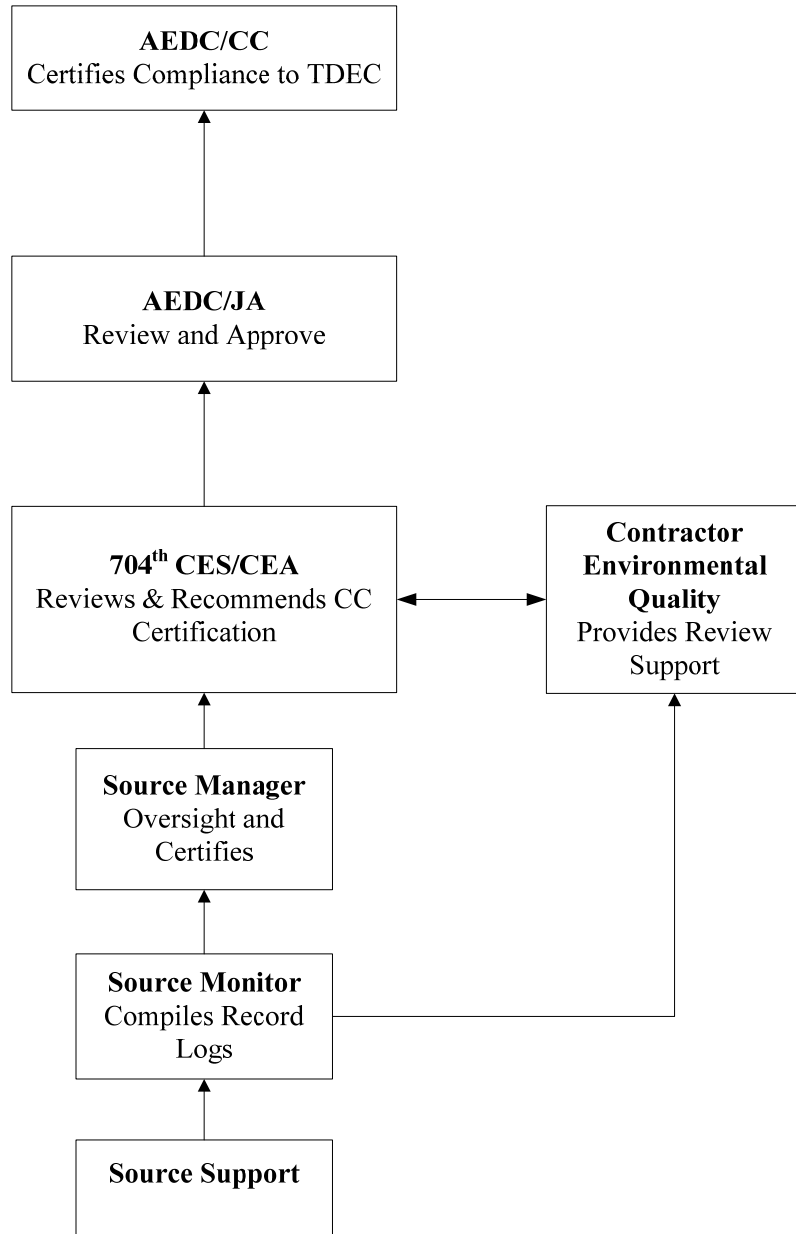 AEDC/CC
Certifies Compliance to TDEC
AEDC/JA
Review and Approve
704th CES/CEA
Reviews & Recommends CC
Certification
Contractor
Environmental
Quality
Provides Review
Support
Source Manager
Oversight and
Certifies
Source Monitor
Compiles Record
Logs
Source Support